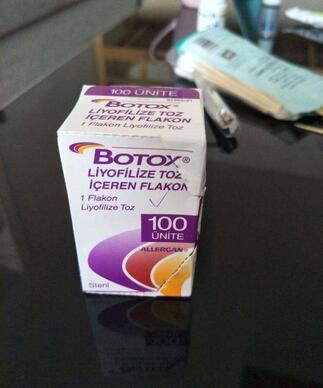 100 ÜNİTE
BOTOX®
LİYOFİLİZE TOZ
İÇEREN FLAKON
1 Flakon Liyofilize Toz
BOTOX®
LİYOFİLİZE TOZ
İÇEREN FLAKON
1 Flakon
Liyofilize Toz
100
ÜNİTE
ALLERGAN
Steril